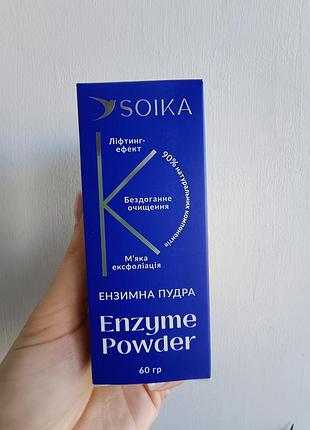 SOIKA
Ліфтинг-
ефект
90% натуральних компонентів
Бездоганне
очищення
М'яка
ексфоліація
ЕНЗИМНА ПУДРА
Enzyme
Powder
60 гр